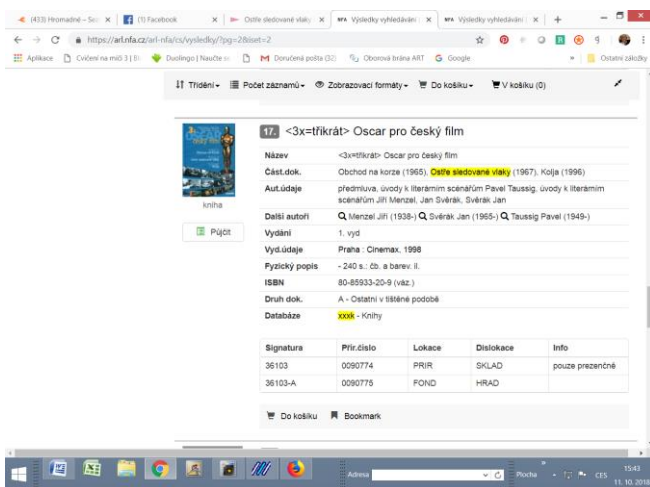 (433) Hromadné – Sez
(1) Facebook
Ostře sledované vlaky
NFA Výsledky vyhledávání
NFA Výsledky vyhledávání
https://arl.nfa.cz/arl-nfa/cs/vysledky/?pg=2&iset=2
Aplikace
Cvičení na míči 3 | B
Duolingo | Naučte se
Doručená pošta (32)
Oborová brána ART
Google
»
Ostatní záložky
Třídění
Počet záznamů
Zobrazovací formáty
Do košíku
V košíku (0)
17. <3x=třikrát> Oscar pro český film
Název <3x=třikrát> Oscar pro český film
Část.dok. Obchod na korze (1965), Ostře sledované vlaky (1967), Kolja (1996)
Aut.údaje předmluva, úvody k literárním scénářům Pavel Taussig, úvody k literárním
scénářům Jiří Menzel, Jan Svěrák, Svěrák Jan
Další autoři Menzel Jiří (1938-) Svěrák Jan (1965-) Taussig Pavel (1949-)
Vydání 1. vyd
Vyd.údaje Praha : Cinemax, 1998
Fyzický popis - 240 s.: čb. a barev. il.
ISBN 80-85933-20-9 (váz.)
Druh dok. A - Ostatní v tištěné podobě
Databáze xxxk - Knihy
kniha
Půjčit
Signatura Přír.číslo Lokace Dislokace Info
36103 0090774 PRIR SKLAD pouze prezenčně
36103-A 0090775 FOND HRAD
Do košíku Bookmark
Adresa
Plocha
»
CES
15:43
11. 10. 2018